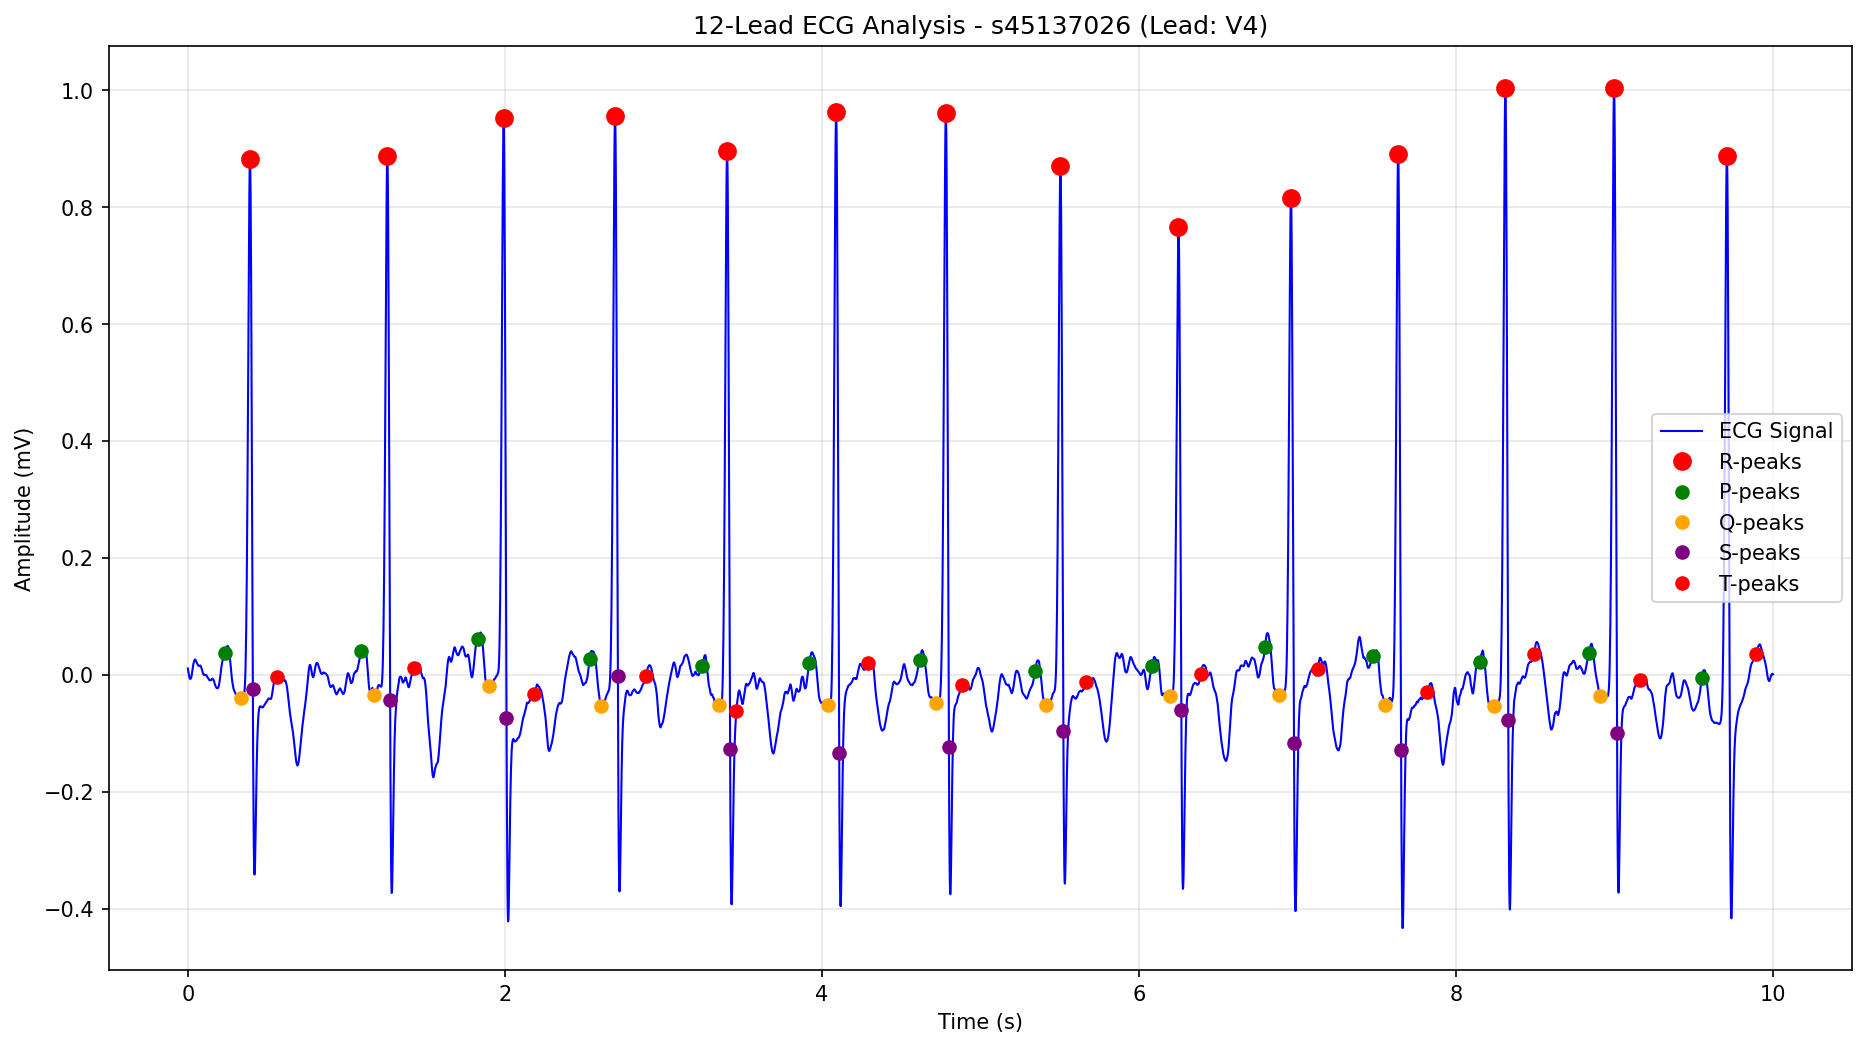 12-Lead ECG Analysis - s45137026 (Lead: V4)
Amplitude (mV)
1.0
0.8
0.6
0.4
0.2
0.0
−0.2
−0.4
ECG Signal
R-peaks
P-peaks
Q-peaks
S-peaks
T-peaks
0 2 4 6 8 10
Time (s)